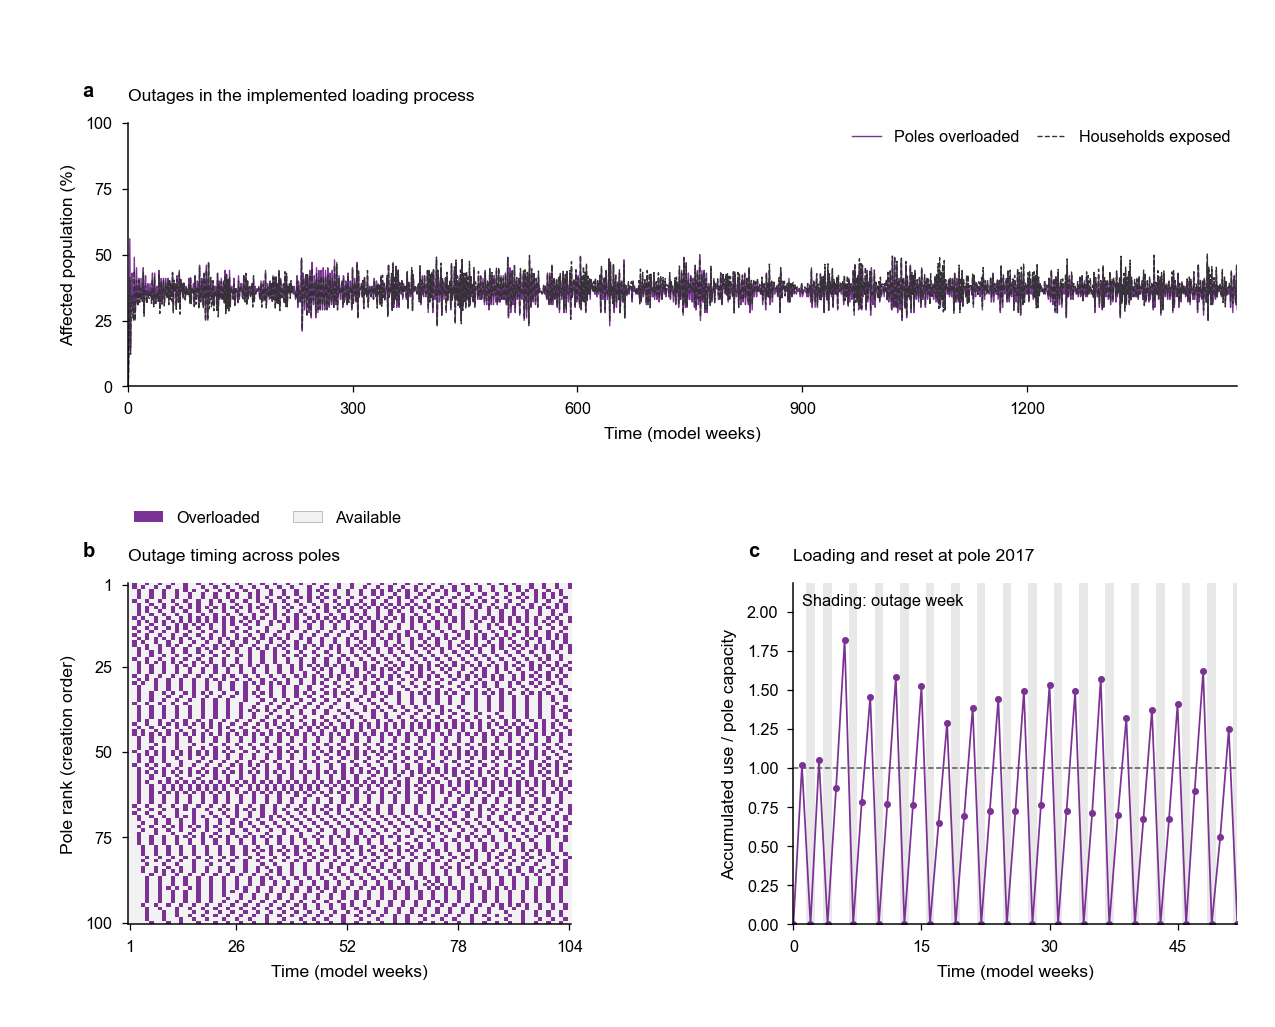 a
Outages in the implemented loading process
100
75
50
25
0
Affected population (%)
Poles overloaded
Households exposed
0
300
600
900
1200
Time (model weeks)
Overloaded
Available
b
Outage timing across poles
1
25
50
75
100
Pole rank (creation order)
1
26
52
78
104
Time (model weeks)
c
Loading and reset at pole 2017
Shading: outage week
2.00
1.75
1.50
1.25
1.00
0.75
0.50
0.25
0.00
Accumulated use / pole capacity
0
15
30
45
Time (model weeks)